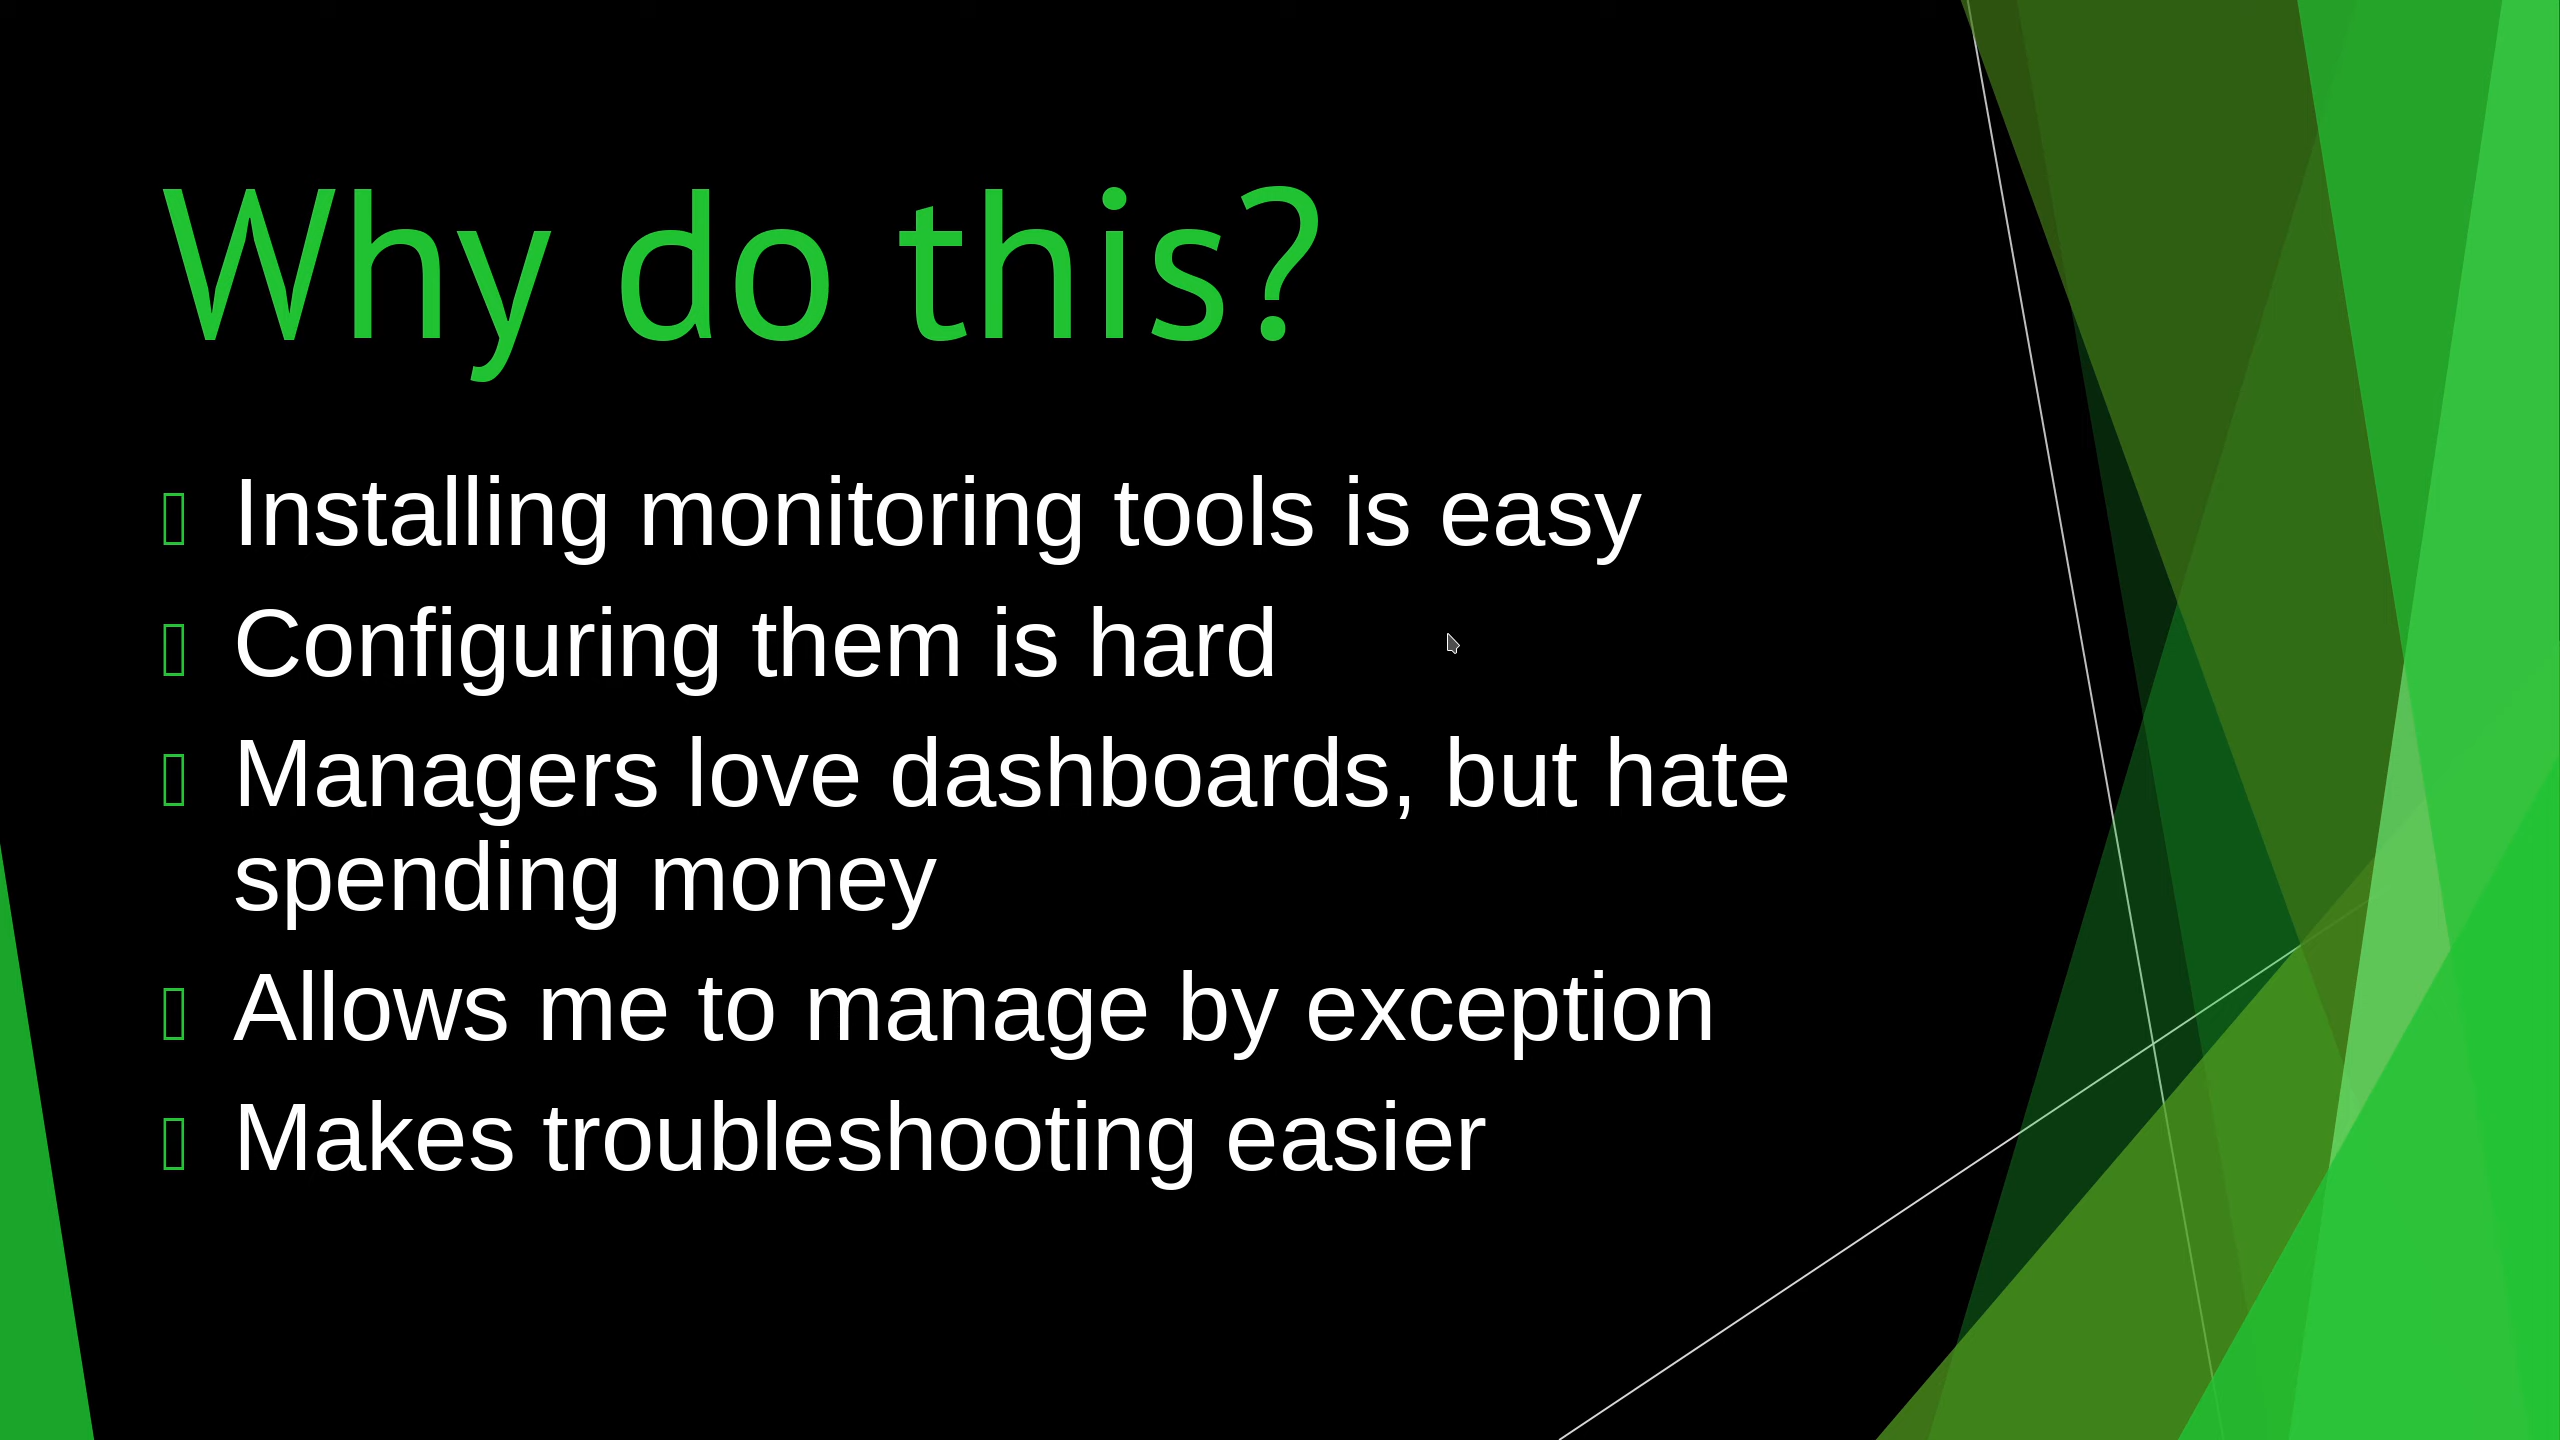 Why do this?
Installing monitoring tools is easy
Configuring them is hard
Managers love dashboards, but hate
spending money
Allows me to manage by exception
Makes troubleshooting easier